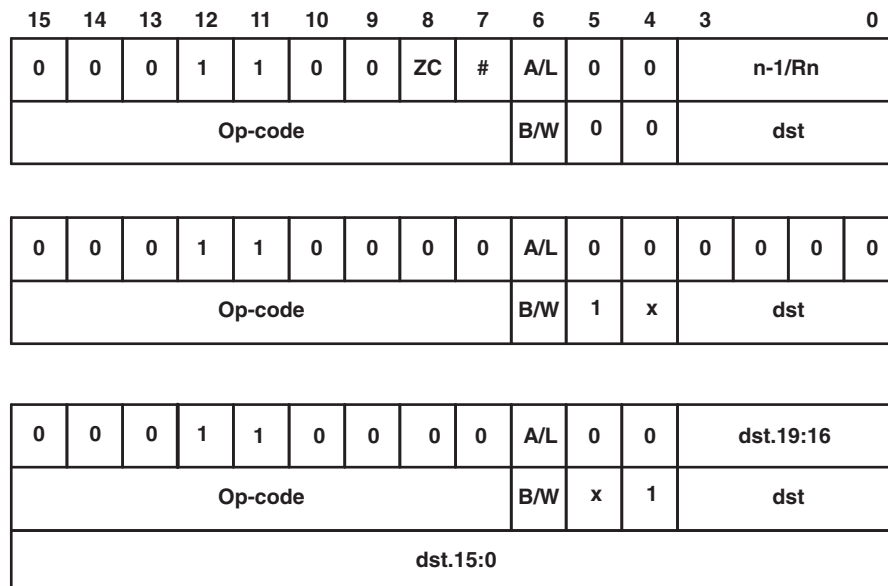 15 14 13 12 11 10 9 8 7 6 5 4 3 0
0 0 0 1 1 0 0 ZC # A/L 0 0 n-1/Rn
Op-code B/W 0 0 dst
0 0 0 1 1 0 0 0 0 A/L 0 0 0 0 0 0
Op-code B/W 1 x dst
0 0 0 1 1 0 0 0 0 A/L 0 0 dst.19:16
Op-code B/W x 1 dst
dst.15:0